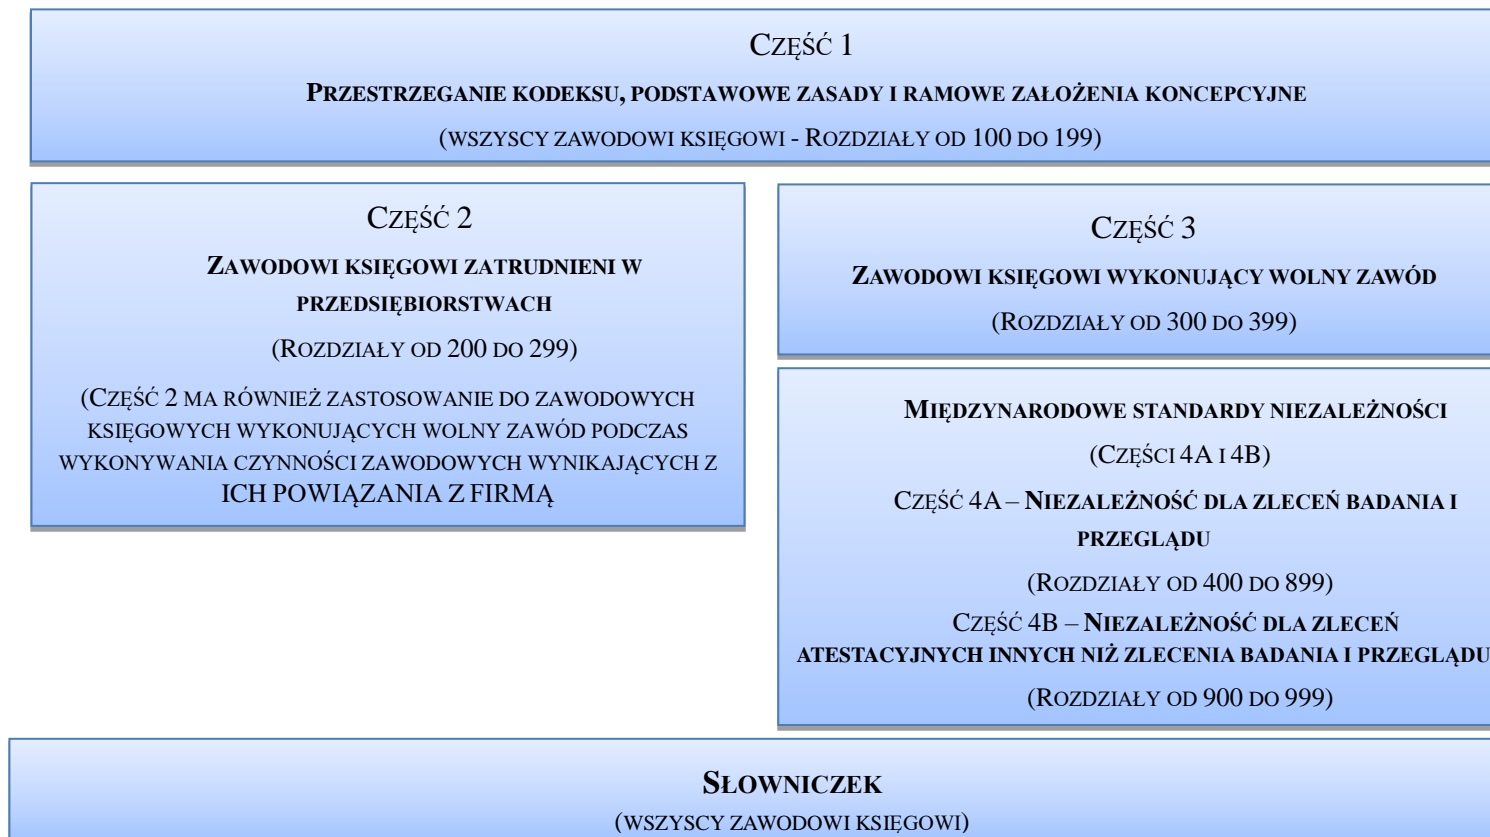 CZĘŚĆ 1
PRZESTRZEGANIE KODEKSU, PODSTAWOWE ZASADY I RAMOWE ZAŁOŻENIA KONCEPCYJNE
(WSZYSCY ZAWODOWI KSIĘGOWI - ROZDZIAŁY OD 100 DO 199)
CZĘŚĆ 2
ZAWODOWI KSIĘGOWI ZATRUDNIENI W
PRZEDSIĘBIORSTWACH
(ROZDZIAŁY OD 200 DO 299)
(CZĘŚĆ 2 MA RÓWNIEŻ ZASTOSOWANIE DO ZAWODOWYCH
KSIĘGOWYCH WYKONUJĄCYCH WOLNY ZAWÓD PODCZAS
WYKONYWANIA CZYNNOŚCI ZAWODOWYCH WYNIKAJĄCYCH Z
ICH POWIĄZANIA Z FIRMĄ
CZĘŚĆ 3
ZAWODOWI KSIĘGOWI WYKONUJĄCY WOLNY ZAWÓD
(ROZDZIAŁY OD 300 DO 399)
MIĘDZYNARODOWE STANDARDY NIEZALEŻNOŚCI
(CZĘŚCI 4A I 4B)
CZĘŚĆ 4A – NIEZALEŻNOŚĆ DLA ZLECEŃ BADANIA I
PRZEGLĄDU
(ROZDZIAŁY OD 400 DO 899)
CZĘŚĆ 4B – NIEZALEŻNOŚĆ DLA ZLECEŃ
ATESTACYJNYCH INNYCH NIŻ ZLECENIA BADANIA I PRZEGLĄDU
(ROZDZIAŁY OD 900 DO 999)
SŁOWNICZEK
(WSZYSCY ZAWODOWI KSIĘGOWI)